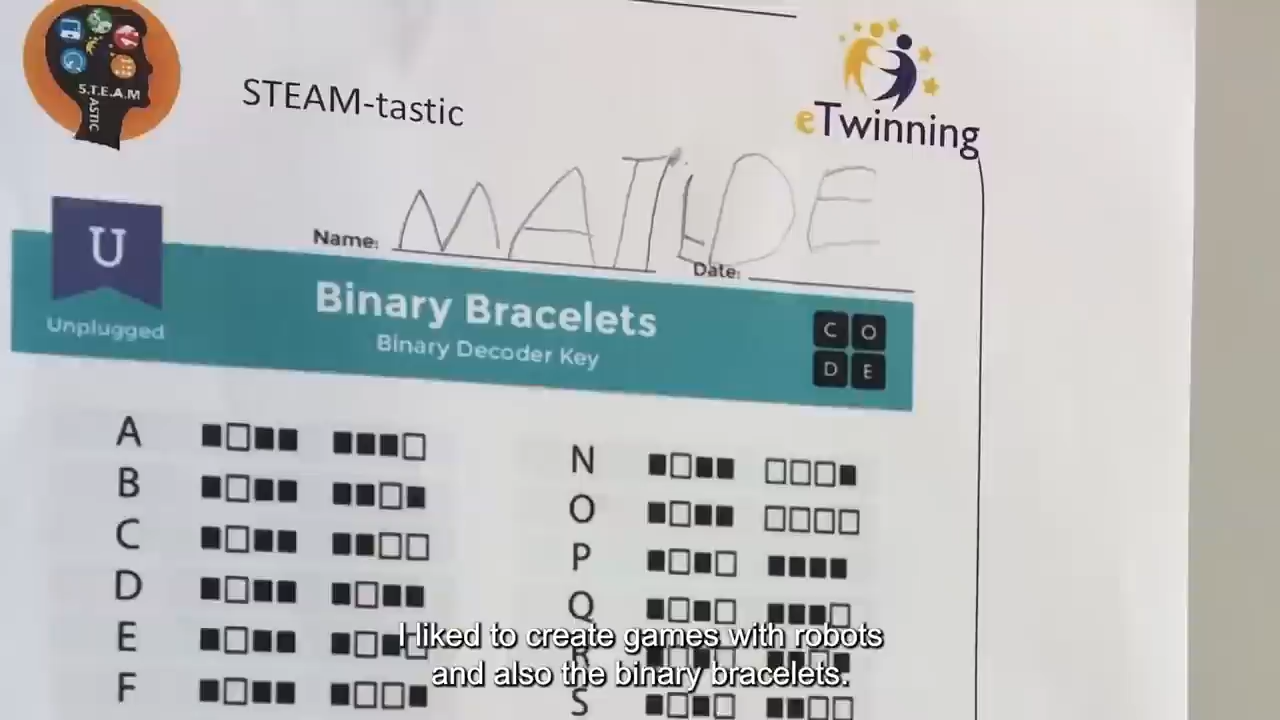 S.T.E.A.M
TASTIC
STEAM-tastic
eTwinning
Name: MATILDE
Date:
U
Unplugged
Binary Bracelets
Binary Decoder Key
C O
D E
A
B
C
D
E
F
N
O
P
Q
R
S
I liked to create games with robots
and also the binary bracelets.